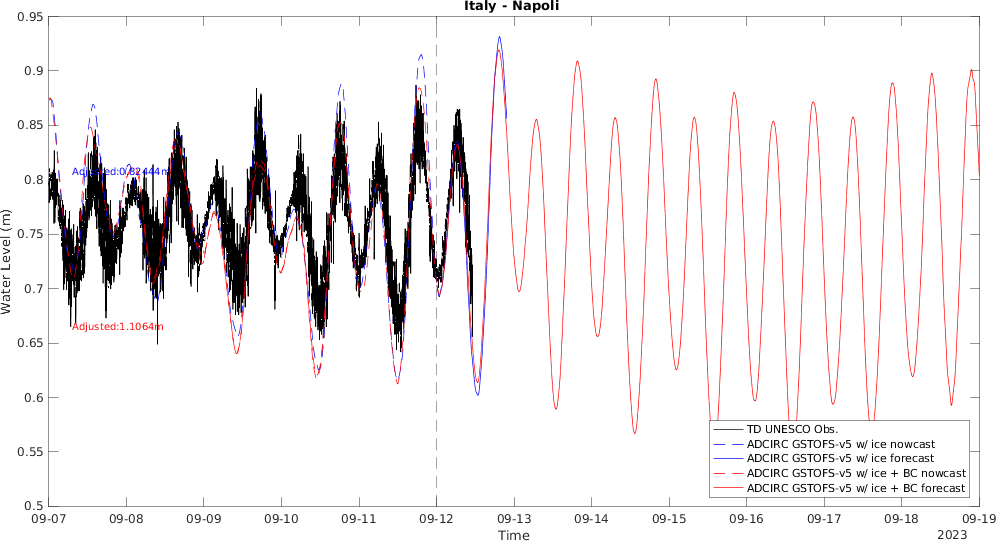 Italy - Napoli
0.95
0.9
0.85
0.8
0.75
0.7
0.65
0.6
0.55
0.5
Water Level (m)
Adjusted:0.82444m
Adjusted:1.1064m
TD UNESCO Obs.
ADCIRC GSTOFS-v5 w/ ice nowcast
ADCIRC GSTOFS-v5 w/ ice forecast
ADCIRC GSTOFS-v5 w/ ice + BC nowcast
ADCIRC GSTOFS-v5 w/ ice + BC forecast
09-07 09-08 09-09 09-10 09-11 09-12 09-13 09-14 09-15 09-16 09-17 09-18 09-19
Time
2023